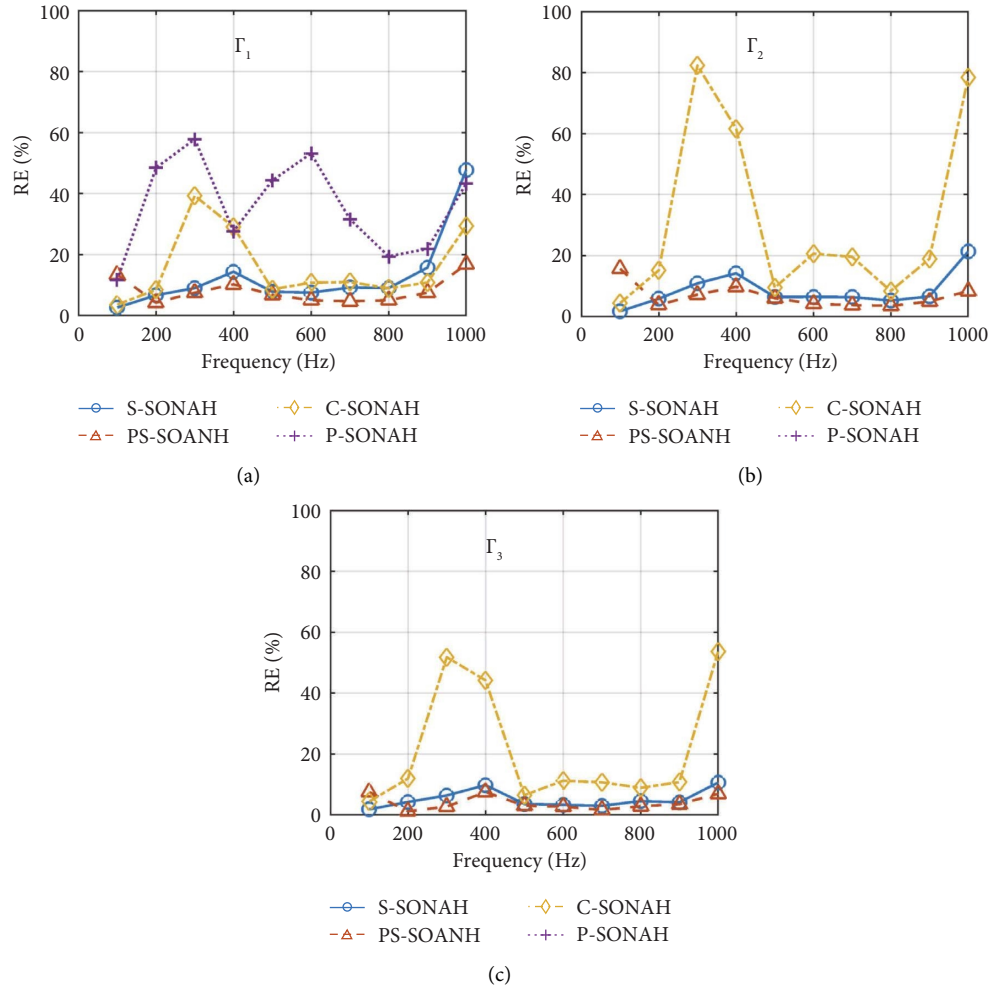 100
80
60
40
20
0
RE (%)
Γ1
0 200 400 600 800 1000
Frequency (Hz)
S-SONAH C-SONAH
PS-SOANH P-SONAH
(a)
100
80
60
40
20
0
RE (%)
Γ2
0 200 400 600 800 1000
Frequency (Hz)
S-SONAH C-SONAH
PS-SOANH P-SONAH
(b)
100
80
60
40
20
0
RE (%)
Γ3
0 200 400 600 800 1000
Frequency (Hz)
S-SONAH C-SONAH
PS-SOANH P-SONAH
(c)